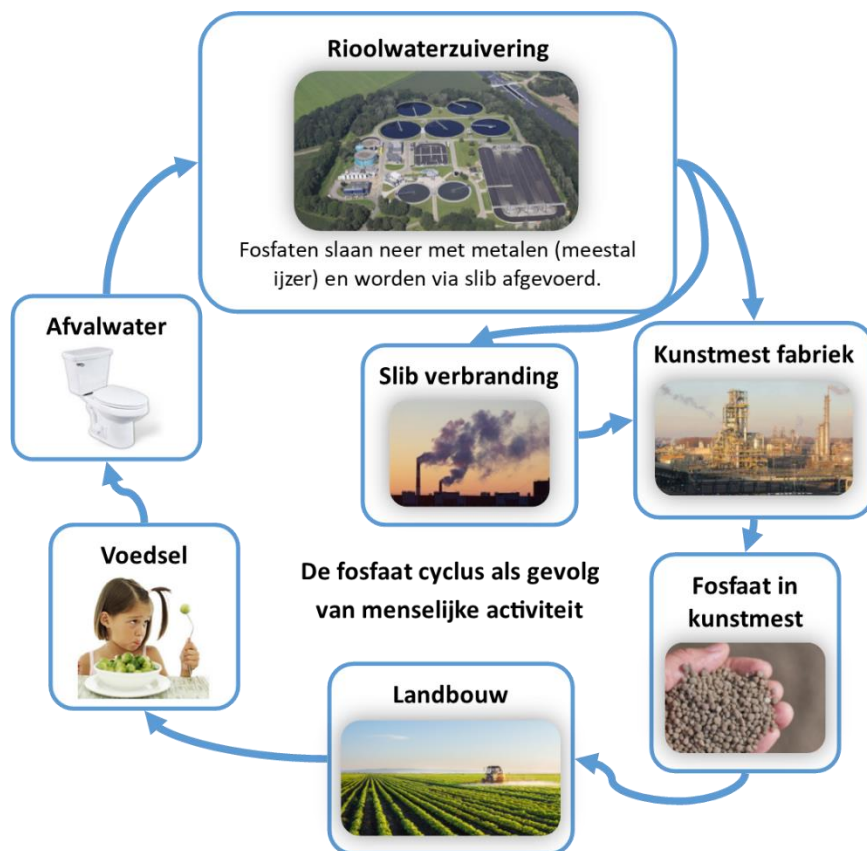 Rioolwaterzuivering
Fosfaten slaan neer met metalen (meestal
ijzer) en worden via slib afgevoerd.
Afvalwater
Slib verbranding
Kunstmest fabriek
Voedsel
De fosfaat cyclus als gevolg
van menselijke activiteit
Fosfaat in
kunstmest
Landbouw